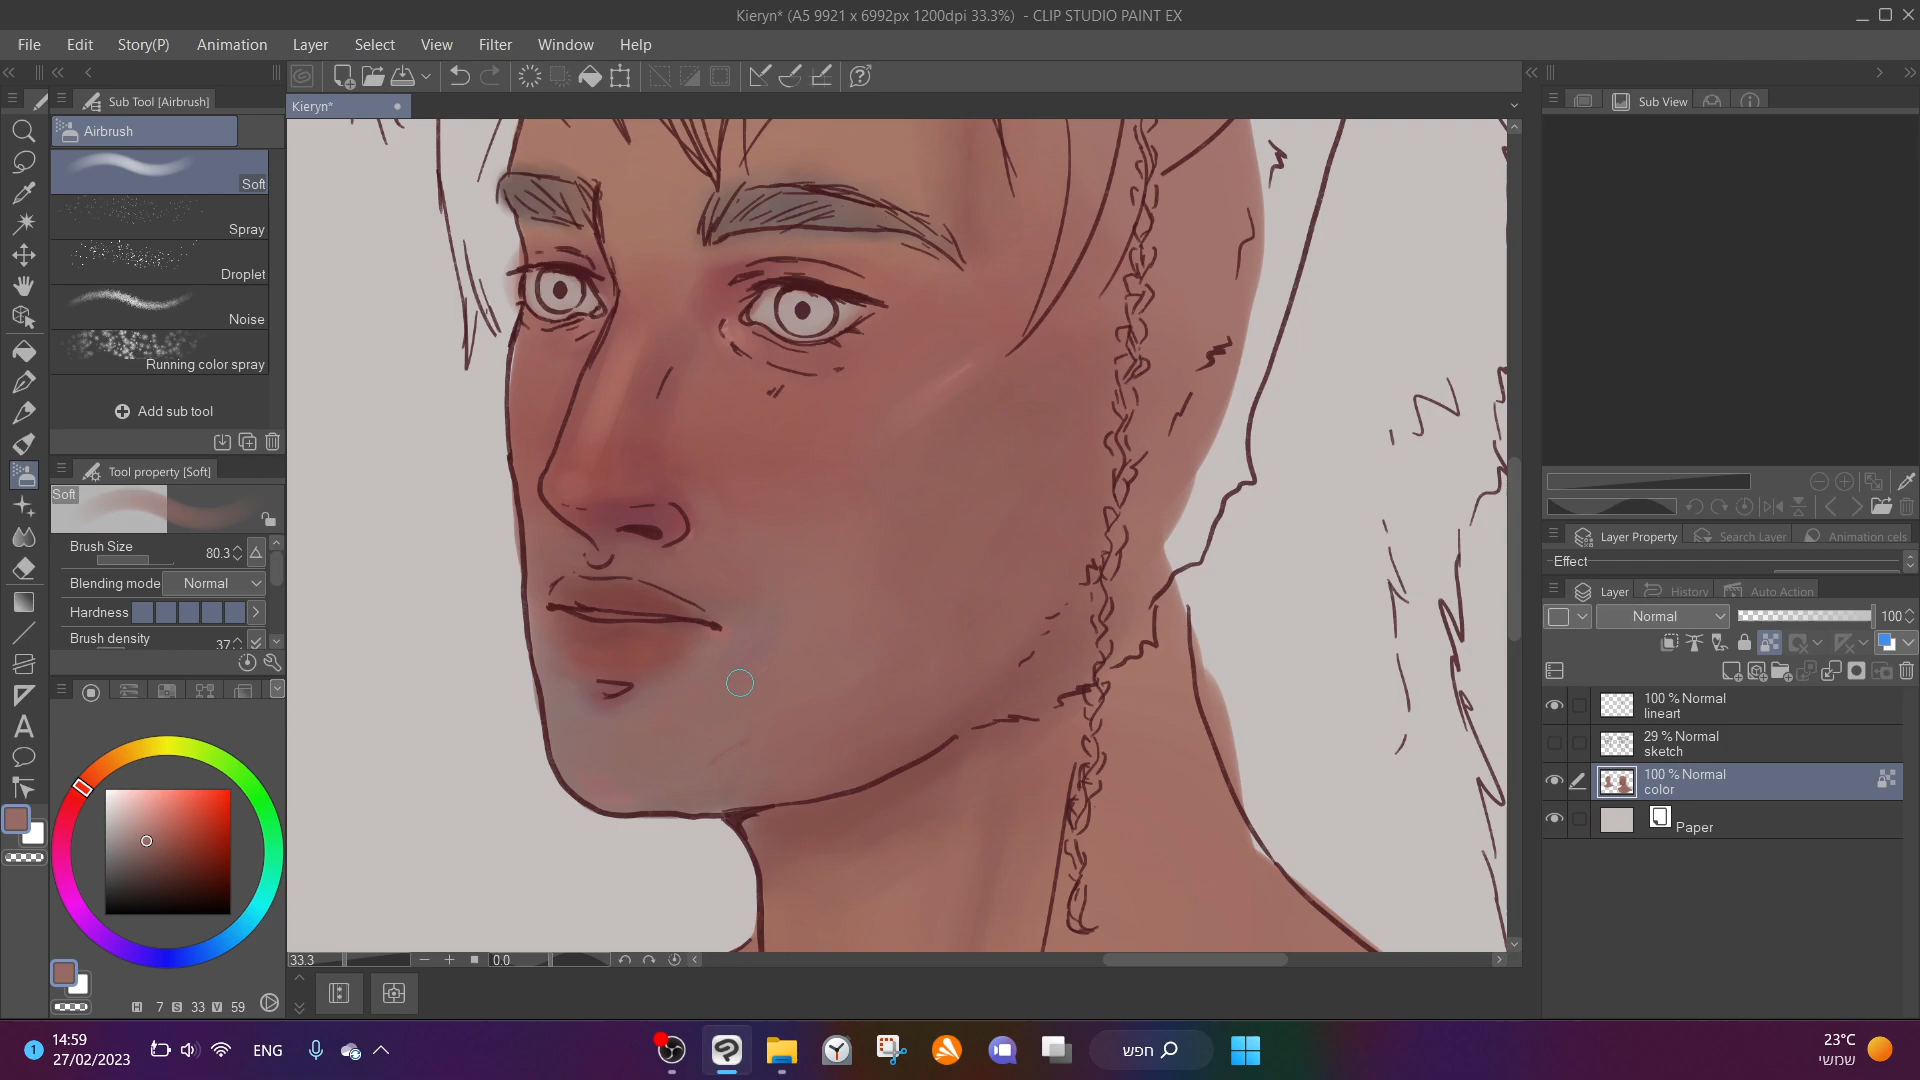 Kieryn* (A5 9921 x 6992px 1200dpi 33.3%)  - CLIP STUDIO PAINT EX
File Edit Story(P) Animation Layer Select View Filter Window Help
Sub Tool [Airbrush]
Kieryn*
Sub View
Airbrush
Soft
Spray
Droplet
Noise
Running color spray
Add sub tool
Tool property [Soft]
Soft
Brush Size 80.3
Blending mode Normal
Hardness
Brush density 37
Layer Property Search Layer Animation cels
Effect
Layer History Auto Action
Normal 100
100 % Normal
lineart
29 % Normal
sketch
100 % Normal
color
Paper
33.3 0.0
H 7 S 33 V 59
1
14:59
27/02/2023
ENG
חפש
23°C
שמשי